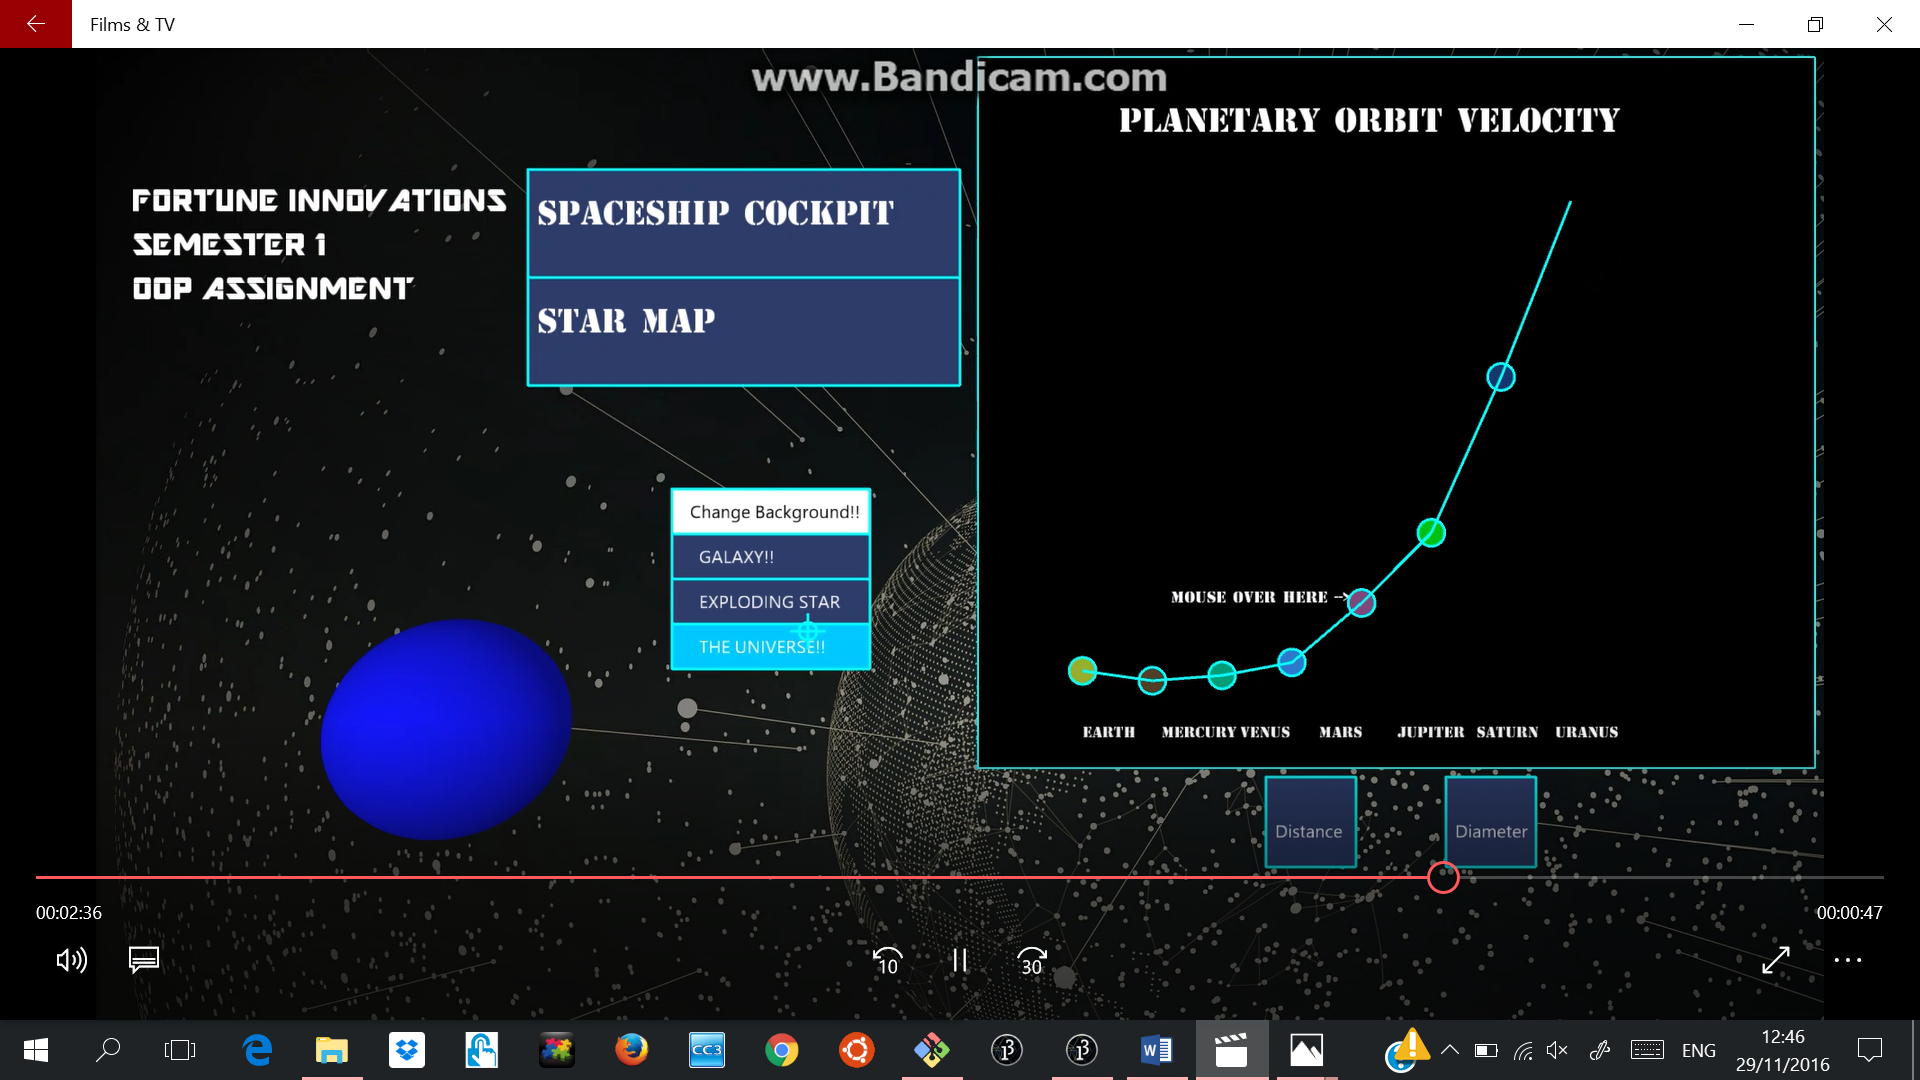 Films & TV
www.Bandicam.com
PLANETARY ORBIT VELOCITY
FORTUNE INNOVATIONS
SEMESTER 1
OOP ASSIGNMENT
SPACESHIP COCKPIT
STAR MAP
Change Background!!
GALAXY!!
EXPLODING STAR
THE UNIVERSE!!
MOUSE OVER HERE -->
EARTH MERCURY VENUS MARS JUPITER SATURN URANUS
Distance
Diameter
00:02:36
00:00:47
10
30
CC3
ENG
12:46
29/11/2016